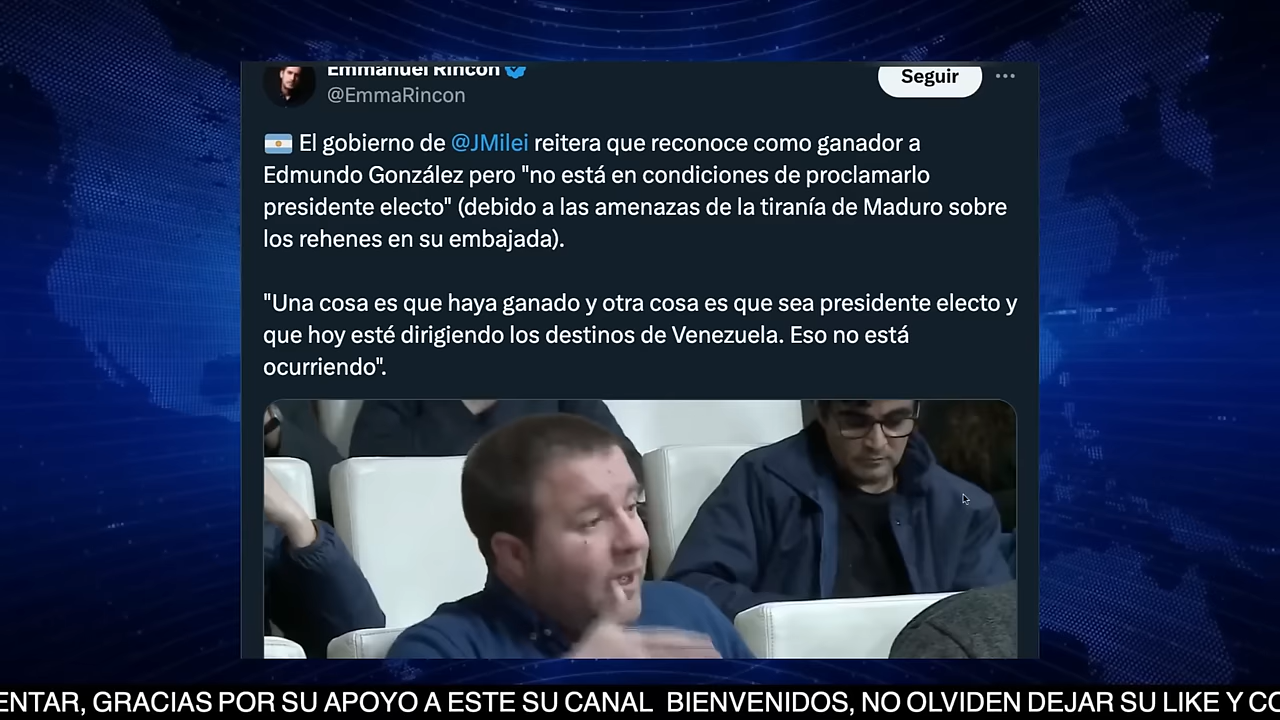 Emmanuel Rincón
Seguir
@EmmaRincon
El gobierno de @JMilei reitera que reconoce como ganador a
Edmundo González pero "no está en condiciones de proclamarlo
presidente electo" (debido a las amenazas de la tiranía de Maduro sobre
los rehenes en su embajada).
"Una cosa es que haya ganado y otra cosa es que sea presidente electo y
que hoy esté dirigiendo los destinos de Venezuela. Eso no está
ocurriendo".
ENTAR, GRACIAS POR SU APOYO A ESTE SU CANAL BIENVENIDOS, NO OLVIDEN DEJAR SU LIKE Y CO